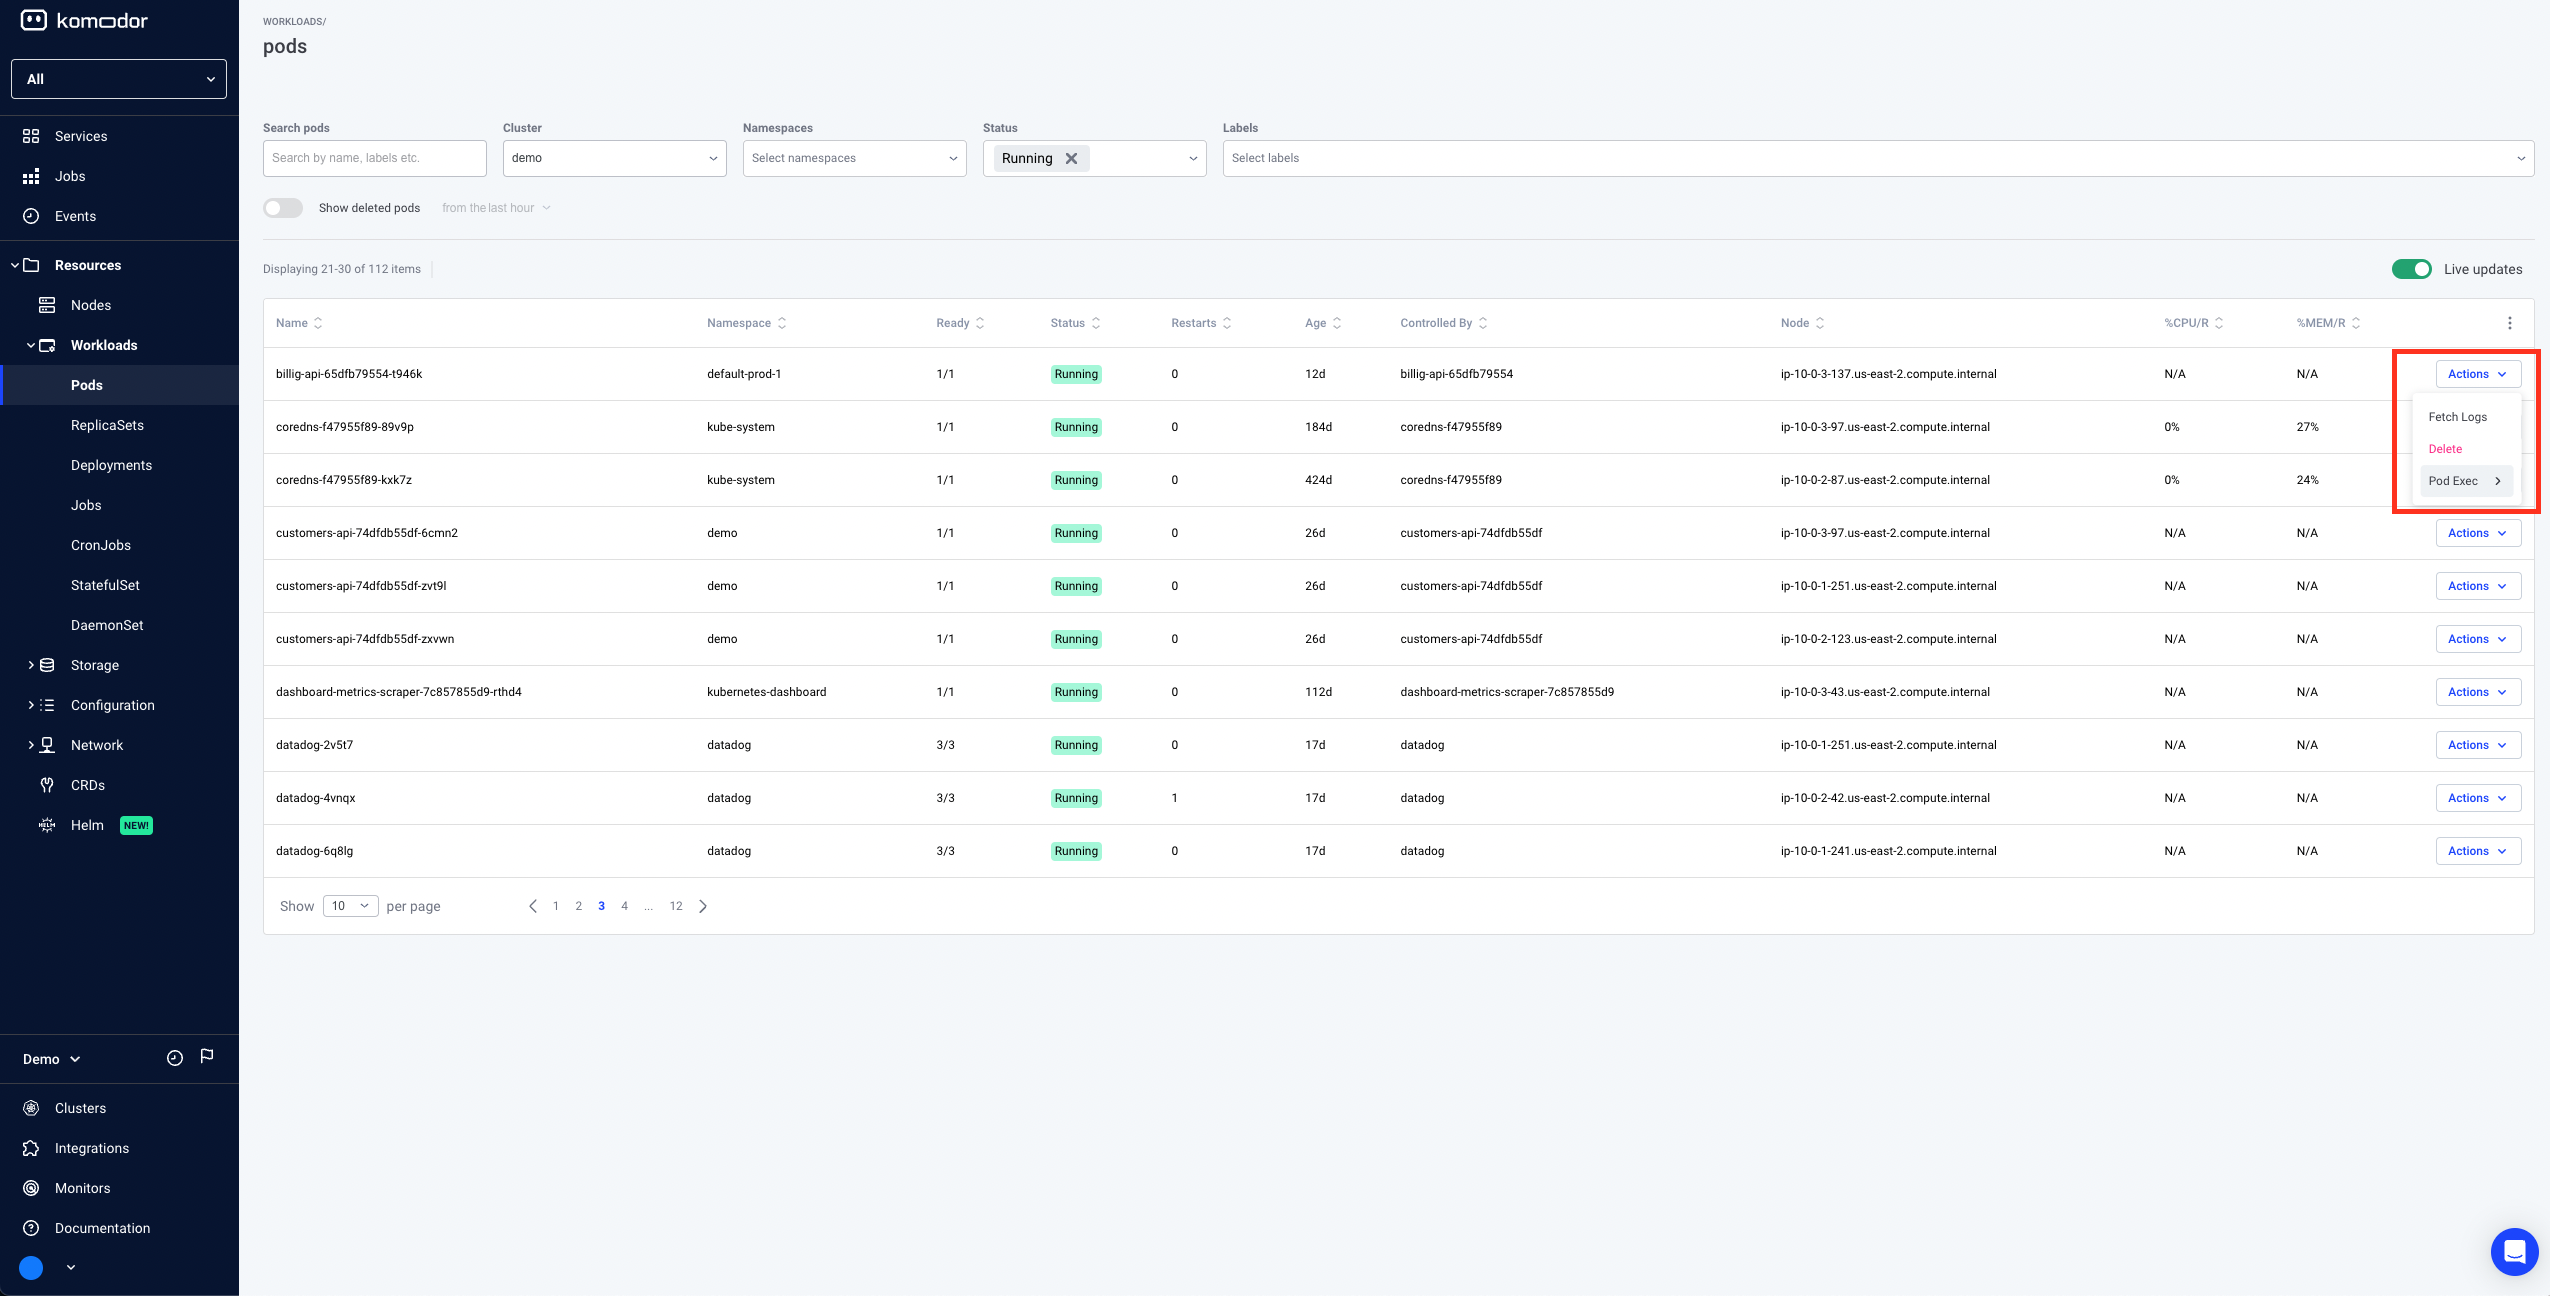 komodor
All
Services
Jobs
Events
Resources
Nodes
Workloads
Pods
ReplicaSets
Deployments
Jobs
CronJobs
StatefulSet
DaemonSet
Storage
Configuration
Network
CRDs
Helm NEW!
Demo
Clusters
Integrations
Monitors
Documentation
WORKLOADS/
pods
Search pods Cluster Namespaces Status Labels
Search by name, labels etc. demo Select namespaces Running Select labels
Show deleted pods from the last hour
Displaying 21-30 of 112 items Live updates
Name Namespace Ready Status Restarts Age Controlled By Node %CPU/R %MEM/R
billig-api-65dfb79554-t946k default-prod-1 1/1 Running 0 12d billig-api-65dfb79554 ip-10-0-3-137.us-east-2.compute.internal N/A N/A Actions
Fetch Logs
coredns-f47955f89-89v9p kube-system 1/1 Running 0 184d coredns-f47955f89 ip-10-0-3-97.us-east-2.compute.internal 0% 27%
Delete
coredns-f47955f89-kxk7z kube-system 1/1 Running 0 424d coredns-f47955f89 ip-10-0-2-87.us-east-2.compute.internal 0% 24% Pod Exec
customers-api-74dfdb55df-6cmn2 demo 1/1 Running 0 26d customers-api-74dfdb55df ip-10-0-3-97.us-east-2.compute.internal N/A N/A Actions
customers-api-74dfdb55df-zvt9l demo 1/1 Running 0 26d customers-api-74dfdb55df ip-10-0-1-251.us-east-2.compute.internal N/A N/A Actions
customers-api-74dfdb55df-zxvwn demo 1/1 Running 0 26d customers-api-74dfdb55df ip-10-0-2-123.us-east-2.compute.internal N/A N/A Actions
dashboard-metrics-scraper-7c857855d9-rthd4 kubernetes-dashboard 1/1 Running 0 112d dashboard-metrics-scraper-7c857855d9 ip-10-0-3-43.us-east-2.compute.internal N/A N/A Actions
datadog-2v5t7 datadog 3/3 Running 0 17d datadog ip-10-0-1-251.us-east-2.compute.internal N/A N/A Actions
datadog-4vnqx datadog 3/3 Running 1 17d datadog ip-10-0-2-42.us-east-2.compute.internal N/A N/A Actions
datadog-6q8lg datadog 3/3 Running 0 17d datadog ip-10-0-1-241.us-east-2.compute.internal N/A N/A Actions
Show 10 per page 1 2 3 4 ... 12